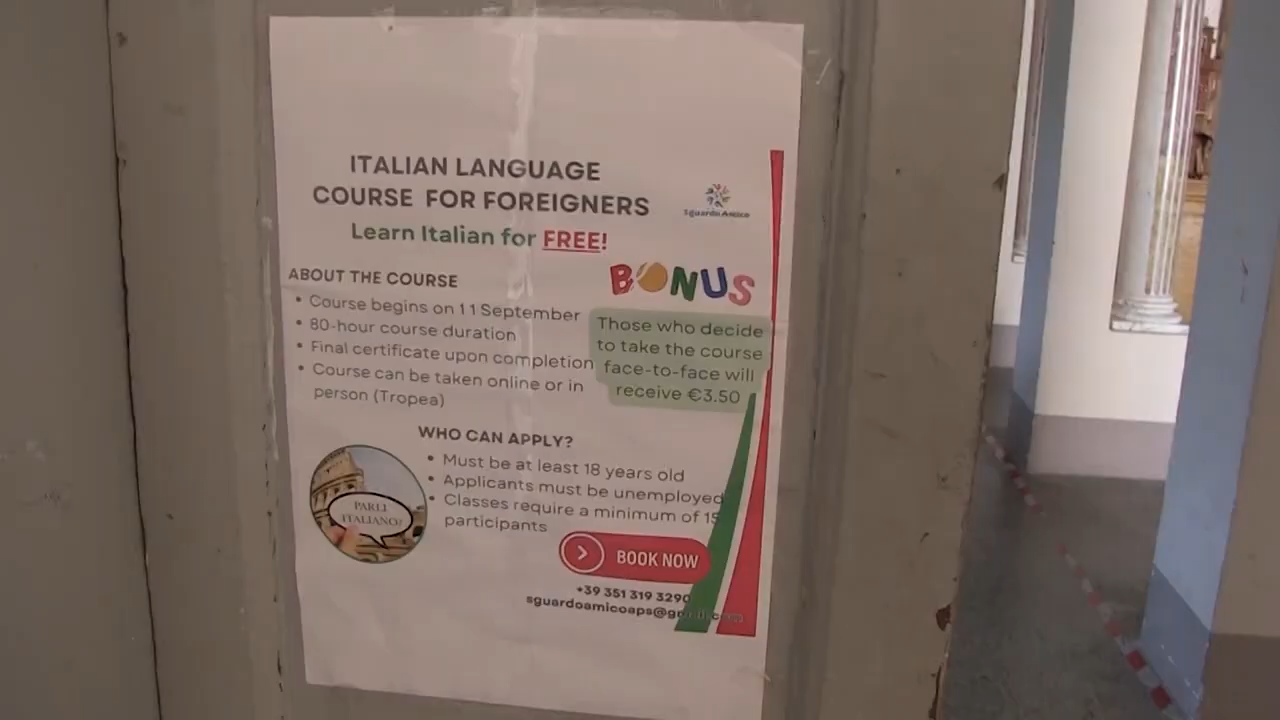 ITALIAN LANGUAGE
COURSE FOR FOREIGNERS
Sguardo Amico
Learn Italian for FREE!
ABOUT THE COURSE
• Course begins on 11 September
• 80-hour course duration
• Final certificate upon completion
• Course can be taken online or in
person (Tropea)
BONUS
Those who decide
to take the course
face-to-face will
receive €3.50
WHO CAN APPLY?
• Must be at least 18 years old
• Applicants must be unemployed
• Classes require a minimum of 15
participants
PARLI
ITALIANO?
BOOK NOW
+39 351 319 3290
sguardoamicoaps@gmail.com